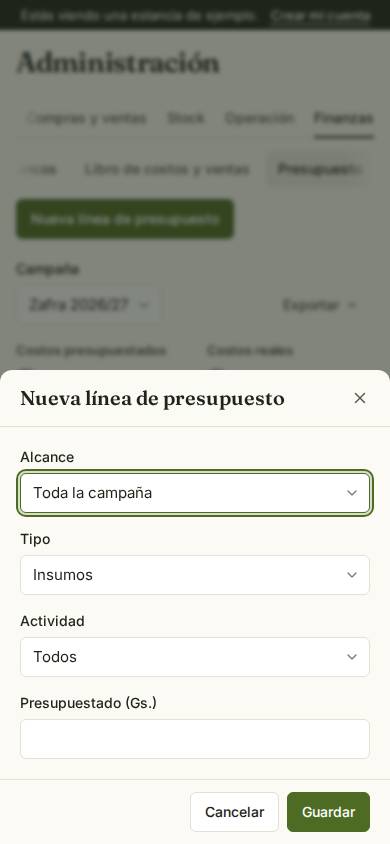 Estás viendo una estancia de ejemplo. Crear mi cuenta
Administración
Compras y ventas Stock Operación Finanzas
Libro de costos y ventas Presupuesto
Nueva línea de presupuesto
Campaña
Zafra 2026/27 Exportar
Costos presupuestados Costos reales
Nueva línea de presupuesto
Alcance
Toda la campaña
Tipo
Insumos
Actividad
Todos
Presupuestado (Gs.)
Cancelar Guardar